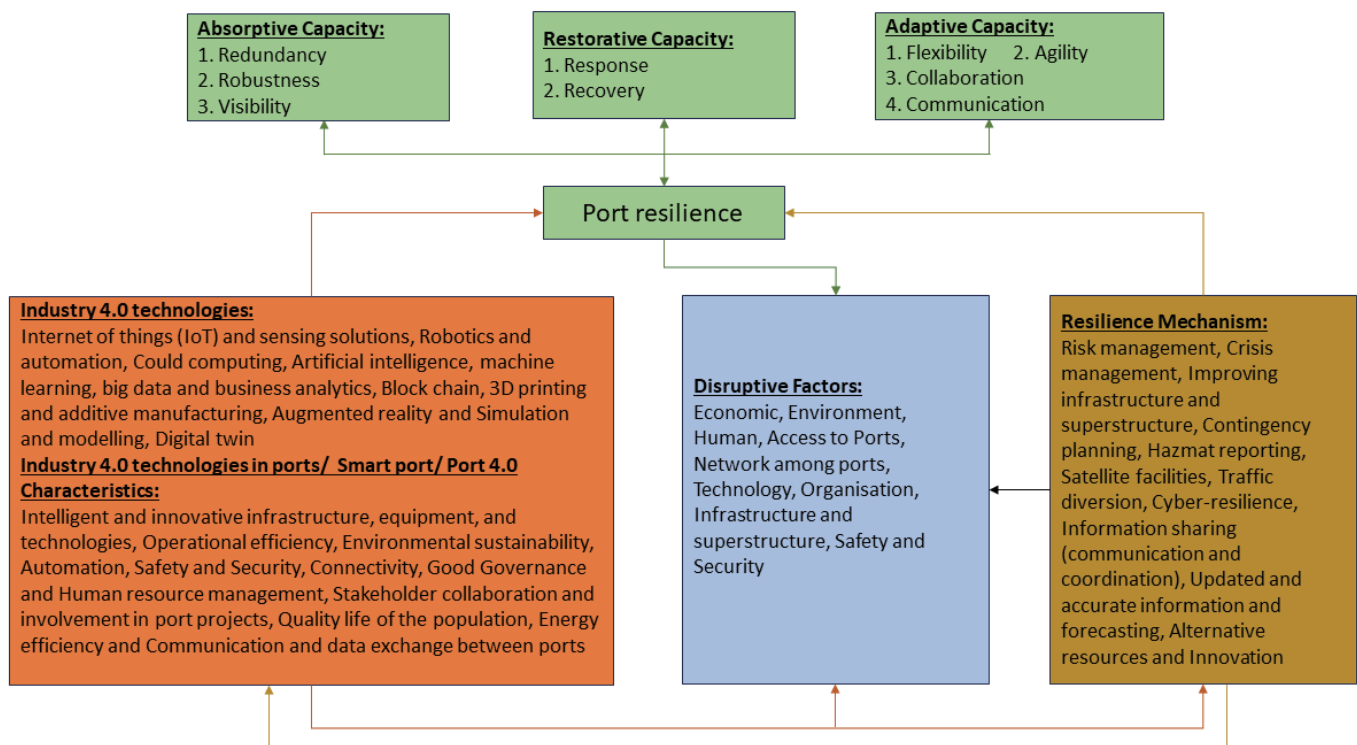 Absorptive Capacity:
1. Redundancy
2. Robustness
3. Visibility
Restorative Capacity:
1. Response
2. Recovery
Adaptive Capacity:
1. Flexibility 2. Agility
3. Collaboration
4. Communication
Port resilience
Industry 4.0 technologies:
Internet of things (IoT) and sensing solutions, Robotics and
automation, Could computing, Artificial intelligence, machine
learning, big data and business analytics, Block chain, 3D printing
and additive manufacturing, Augmented reality and Simulation
and modelling, Digital twin
Industry 4.0 technologies in ports/ Smart port/ Port 4.0
Characteristics:
Intelligent and innovative infrastructure, equipment, and
technologies, Operational efficiency, Environmental sustainability,
Automation, Safety and Security, Connectivity, Good Governance
and Human resource management, Stakeholder collaboration and
involvement in port projects, Quality life of the population, Energy
efficiency and Communication and data exchange between ports
Disruptive Factors:
Economic, Environment,
Human, Access to Ports,
Network among ports,
Technology, Organisation,
Infrastructure and
superstructure, Safety and
Security
Resilience Mechanism:
Risk management, Crisis
management, Improving
infrastructure and
superstructure, Contingency
planning, Hazmat reporting,
Satellite facilities, Traffic
diversion, Cyber-resilience,
Information sharing
(communication and
coordination), Updated and
accurate information and
forecasting, Alternative
resources and Innovation